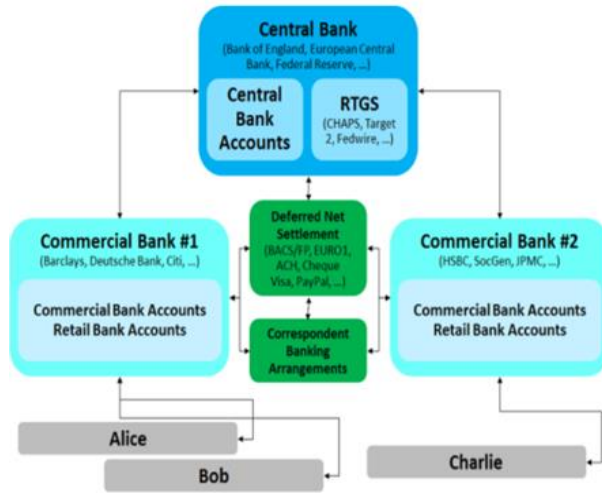 Central Bank
(Bank of England, European Central
Bank, Federal Reserve, ...)
Central
Bank
Accounts
RTGS
(CHAPS, Target
2, Fedwire, ...)
Deferred Net
Settlement
(BACS/FP, EURO1,
ACH, Cheque
Visa, PayPal, ...)
Commercial Bank #1
(Barclays, Deutsche Bank, Citi, ...)
Commercial Bank Accounts
Retail Bank Accounts
Commercial Bank #2
(HSBC, SocGen, JPMC, ...)
Commercial Bank Accounts
Retail Bank Accounts
Correspondent
Banking
Arrangements
Alice
Bob
Charlie